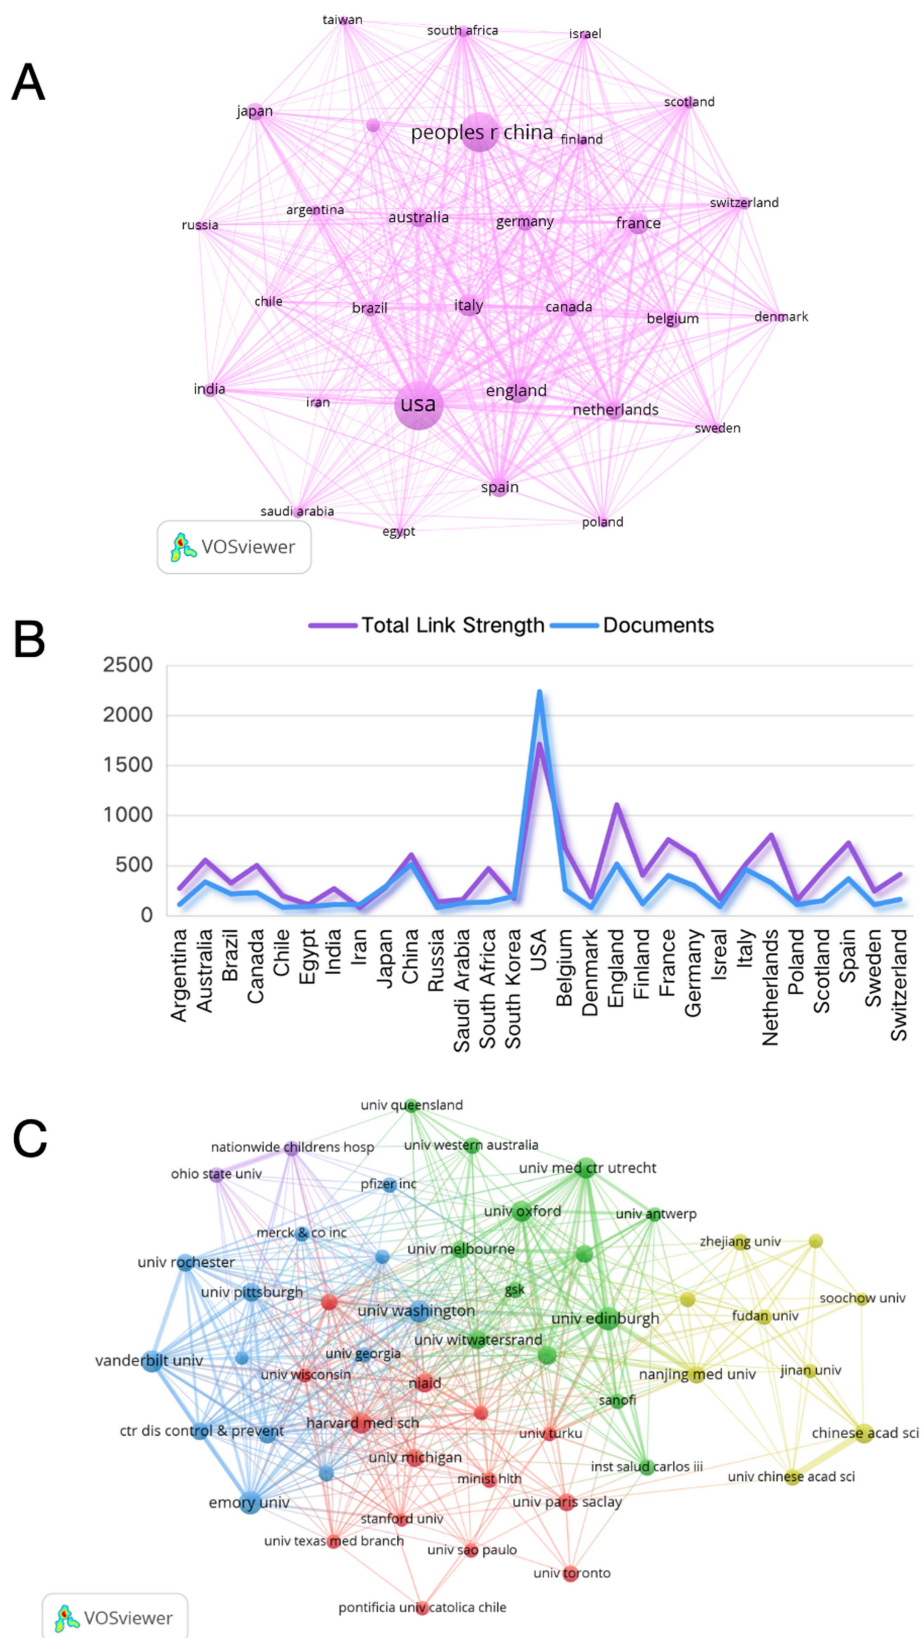 A
taiwan
south africa
israel
japan
scotland
peoples r china
finland
argentina
australia
germany
france
switzerland
russia
chile
brazil
italy
canada
belgium
denmark
india
iran
usa
england
netherlands
sweden
spain
saudi arabia
egypt
poland
VOSviewer
B
Total Link Strength
Documents
2500
2000
1500
1000
500
0
Argentina
Australia
Brazil
Canada
Chile
Egypt
India
Iran
Japan
China
Russia
Saudi Arabia
South Africa
South Korea
USA
Belgium
Denmark
England
Finland
France
Germany
Isreal
Italy
Netherlands
Poland
Scotland
Spain
Sweden
Switzerland
C
univ queensland
nationwide childrens hosp
univ western australia
ohio state univ
pfizer inc
univ med ctr utrecht
univ oxford
univ antwerp
merck & co inc
univ melbourne
zhejiang univ
univ rochester
univ pittsburgh
gsk
soochow univ
univ washington
univ edinburgh
fudan univ
univ witwatersrand
vanderbilt univ
univ georgia
univ wisconsin
niaid
nanjing med univ
jinan univ
sanofi
ctr dis control & prevent
harvard med sch
univ turku
chinese acad sci
univ michigan
inst salud carlos iii
minist hlth
univ chinese acad sci
emory univ
univ paris saclay
stanford univ
univ texas med branch
univ sao paulo
univ toronto
pontificia univ catolica chile
VOSviewer